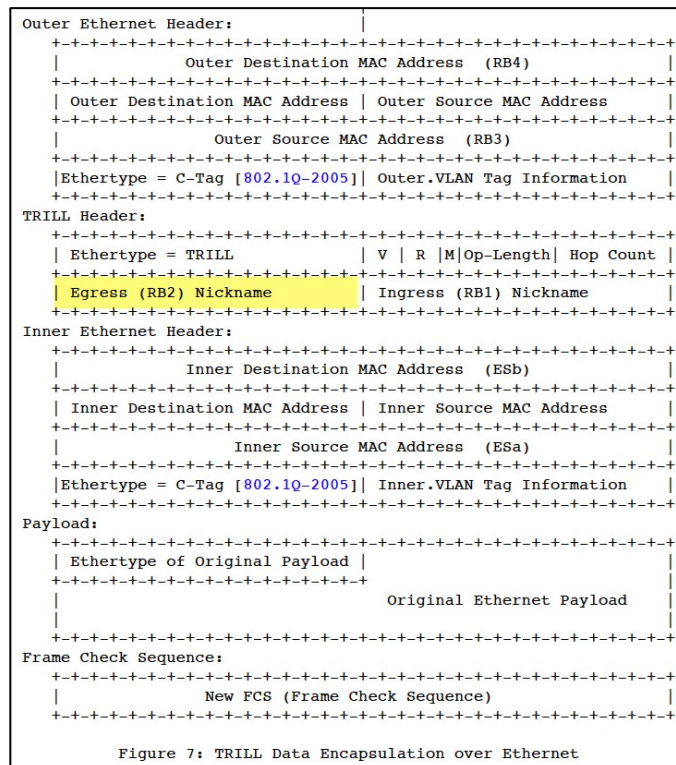 Outer Ethernet Header: |
+-+-+-+-+-+-+-+-+-+-+-+-+-+-+-+-+-+-+-+-+-+-+-+-+-+-+-+-+-+-+-+-+
| Outer Destination MAC Address (RB4) |
+-+-+-+-+-+-+-+-+-+-+-+-+-+-+-+-+-+-+-+-+-+-+-+-+-+-+-+-+-+-+-+-+
| Outer Destination MAC Address | Outer Source MAC Address |
+-+-+-+-+-+-+-+-+-+-+-+-+-+-+-+-+-+-+-+-+-+-+-+-+-+-+-+-+-+-+-+-+
| Outer Source MAC Address (RB3) |
+-+-+-+-+-+-+-+-+-+-+-+-+-+-+-+-+-+-+-+-+-+-+-+-+-+-+-+-+-+-+-+-+
|Ethertype = C-Tag [802.1Q-2005]| Outer.VLAN Tag Information |
+-+-+-+-+-+-+-+-+-+-+-+-+-+-+-+-+-+-+-+-+-+-+-+-+-+-+-+-+-+-+-+-+
TRILL Header:
+-+-+-+-+-+-+-+-+-+-+-+-+-+-+-+-+-+-+-+-+-+-+-+-+-+-+-+-+-+-+-+-+
| Ethertype = TRILL | V | R |M|Op-Length| Hop Count |
+-+-+-+-+-+-+-+-+-+-+-+-+-+-+-+-+-+-+-+-+-+-+-+-+-+-+-+-+-+-+-+-+
| Egress (RB2) Nickname | Ingress (RB1) Nickname |
+-+-+-+-+-+-+-+-+-+-+-+-+-+-+-+-+-+-+-+-+-+-+-+-+-+-+-+-+-+-+-+-+
Inner Ethernet Header:
+-+-+-+-+-+-+-+-+-+-+-+-+-+-+-+-+-+-+-+-+-+-+-+-+-+-+-+-+-+-+-+-+
| Inner Destination MAC Address (ESb) |
+-+-+-+-+-+-+-+-+-+-+-+-+-+-+-+-+-+-+-+-+-+-+-+-+-+-+-+-+-+-+-+-+
| Inner Destination MAC Address | Inner Source MAC Address |
+-+-+-+-+-+-+-+-+-+-+-+-+-+-+-+-+-+-+-+-+-+-+-+-+-+-+-+-+-+-+-+-+
| Inner Source MAC Address (ESa) |
+-+-+-+-+-+-+-+-+-+-+-+-+-+-+-+-+-+-+-+-+-+-+-+-+-+-+-+-+-+-+-+-+
|Ethertype = C-Tag [802.1Q-2005]| Inner.VLAN Tag Information |
+-+-+-+-+-+-+-+-+-+-+-+-+-+-+-+-+-+-+-+-+-+-+-+-+-+-+-+-+-+-+-+-+
Payload:
+-+-+-+-+-+-+-+-+-+-+-+-+-+-+-+-+-+-+-+-+-+-+-+-+-+-+-+-+-+-+-+-+
| Ethertype of Original Payload | |
+-+-+-+-+-+-+-+-+-+-+-+-+-+-+-+-+ |
| Original Ethernet Payload |
| |
+-+-+-+-+-+-+-+-+-+-+-+-+-+-+-+-+-+-+-+-+-+-+-+-+-+-+-+-+-+-+-+-+
Frame Check Sequence:
+-+-+-+-+-+-+-+-+-+-+-+-+-+-+-+-+-+-+-+-+-+-+-+-+-+-+-+-+-+-+-+-+
| New FCS (Frame Check Sequence) |
+-+-+-+-+-+-+-+-+-+-+-+-+-+-+-+-+-+-+-+-+-+-+-+-+-+-+-+-+-+-+-+-+
Figure 7: TRILL Data Encapsulation over Ethernet